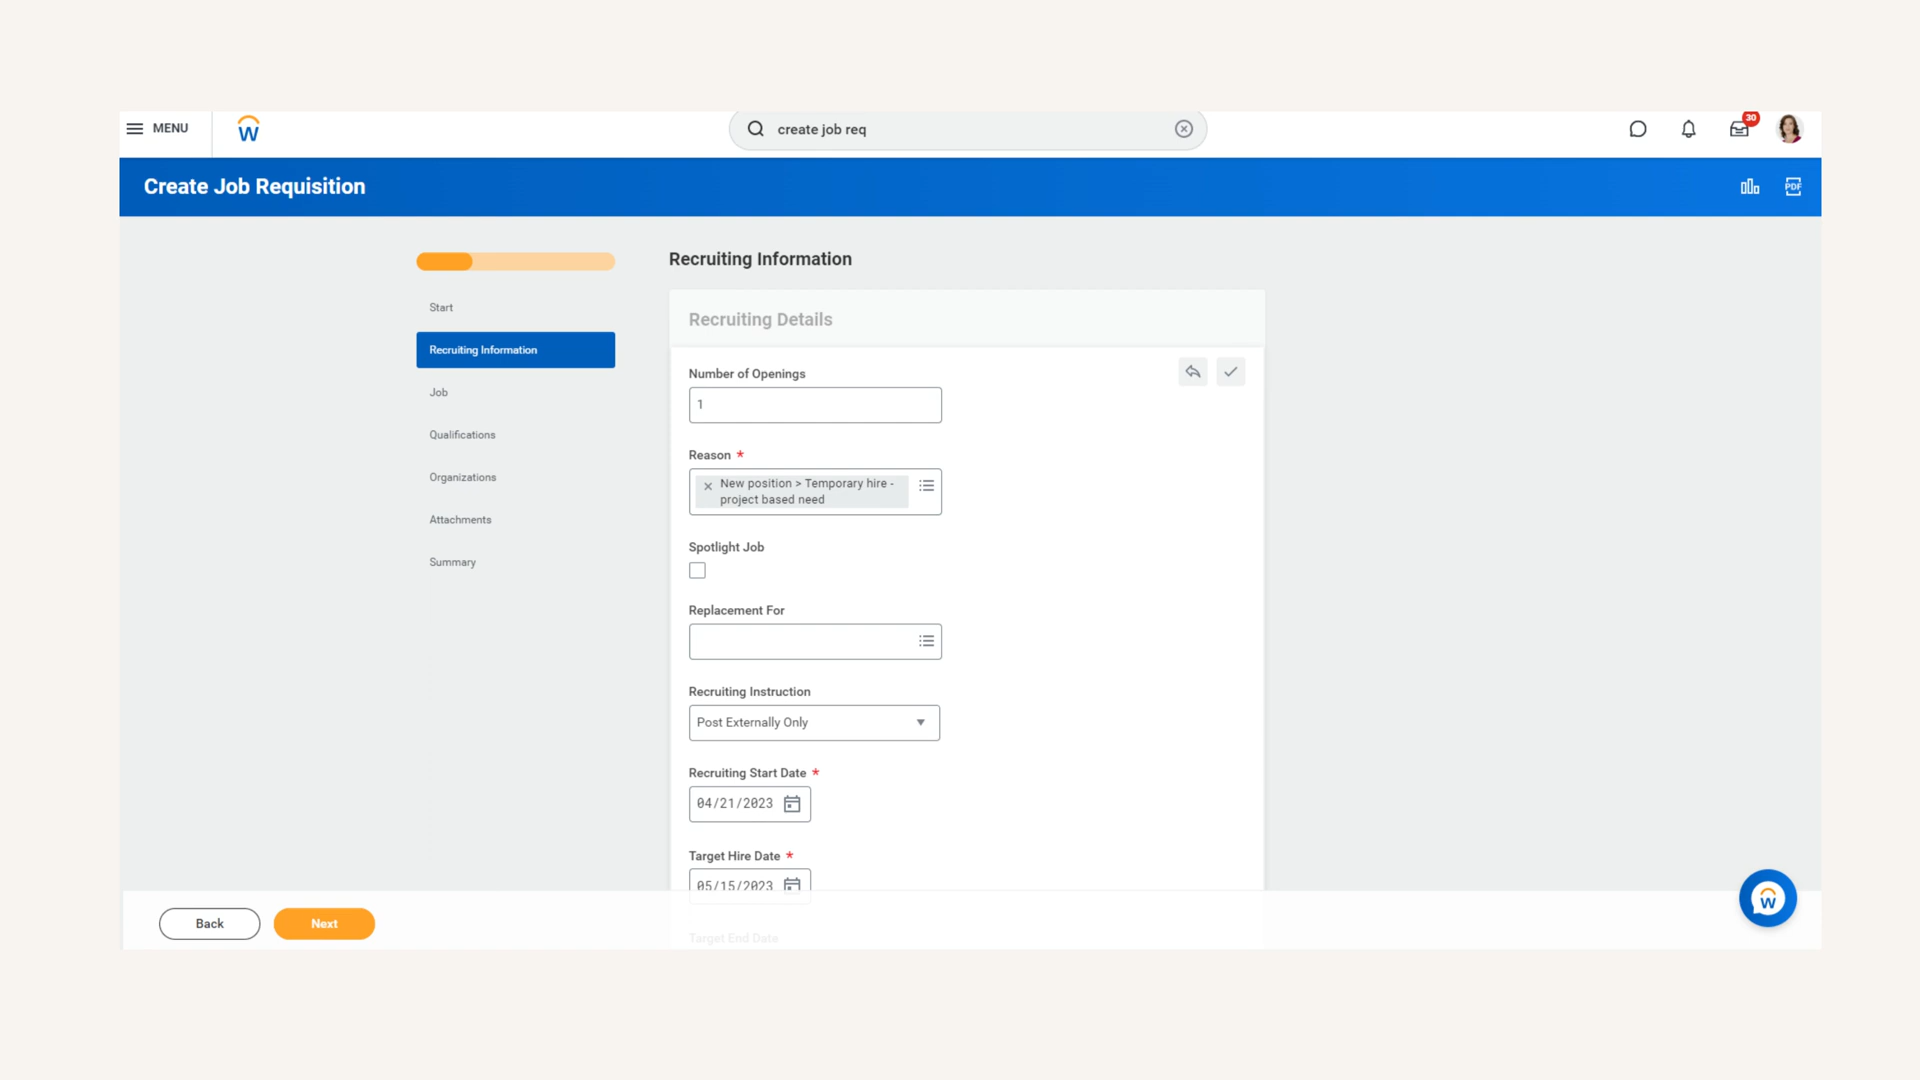 MENU
W
create job req
30
Create Job Requisition
PDF
Start
Recruiting Information
Job
Qualifications
Organizations
Attachments
Summary
Recruiting Information
Recruiting Details
Number of Openings
1
Reason *
× New position > Temporary hire -
project based need
Spotlight Job
Replacement For
Recruiting Instruction
Post Externally Only
Recruiting Start Date *
04/21/2023
Target Hire Date *
05/15/2023
Target End Date
Back
Next
W